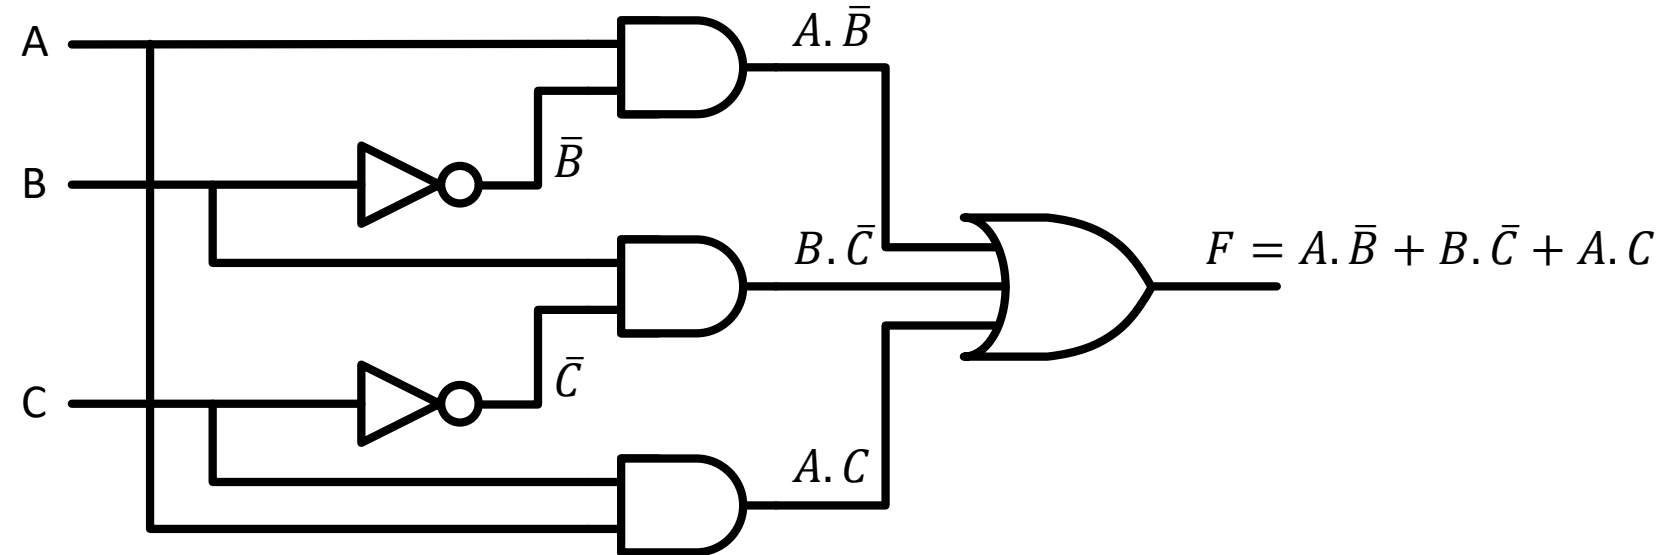 A
A. B̄
B̄
B
B. C̄
F = A. B̄ + B. C̄ + A. C
C̄
C
A. C